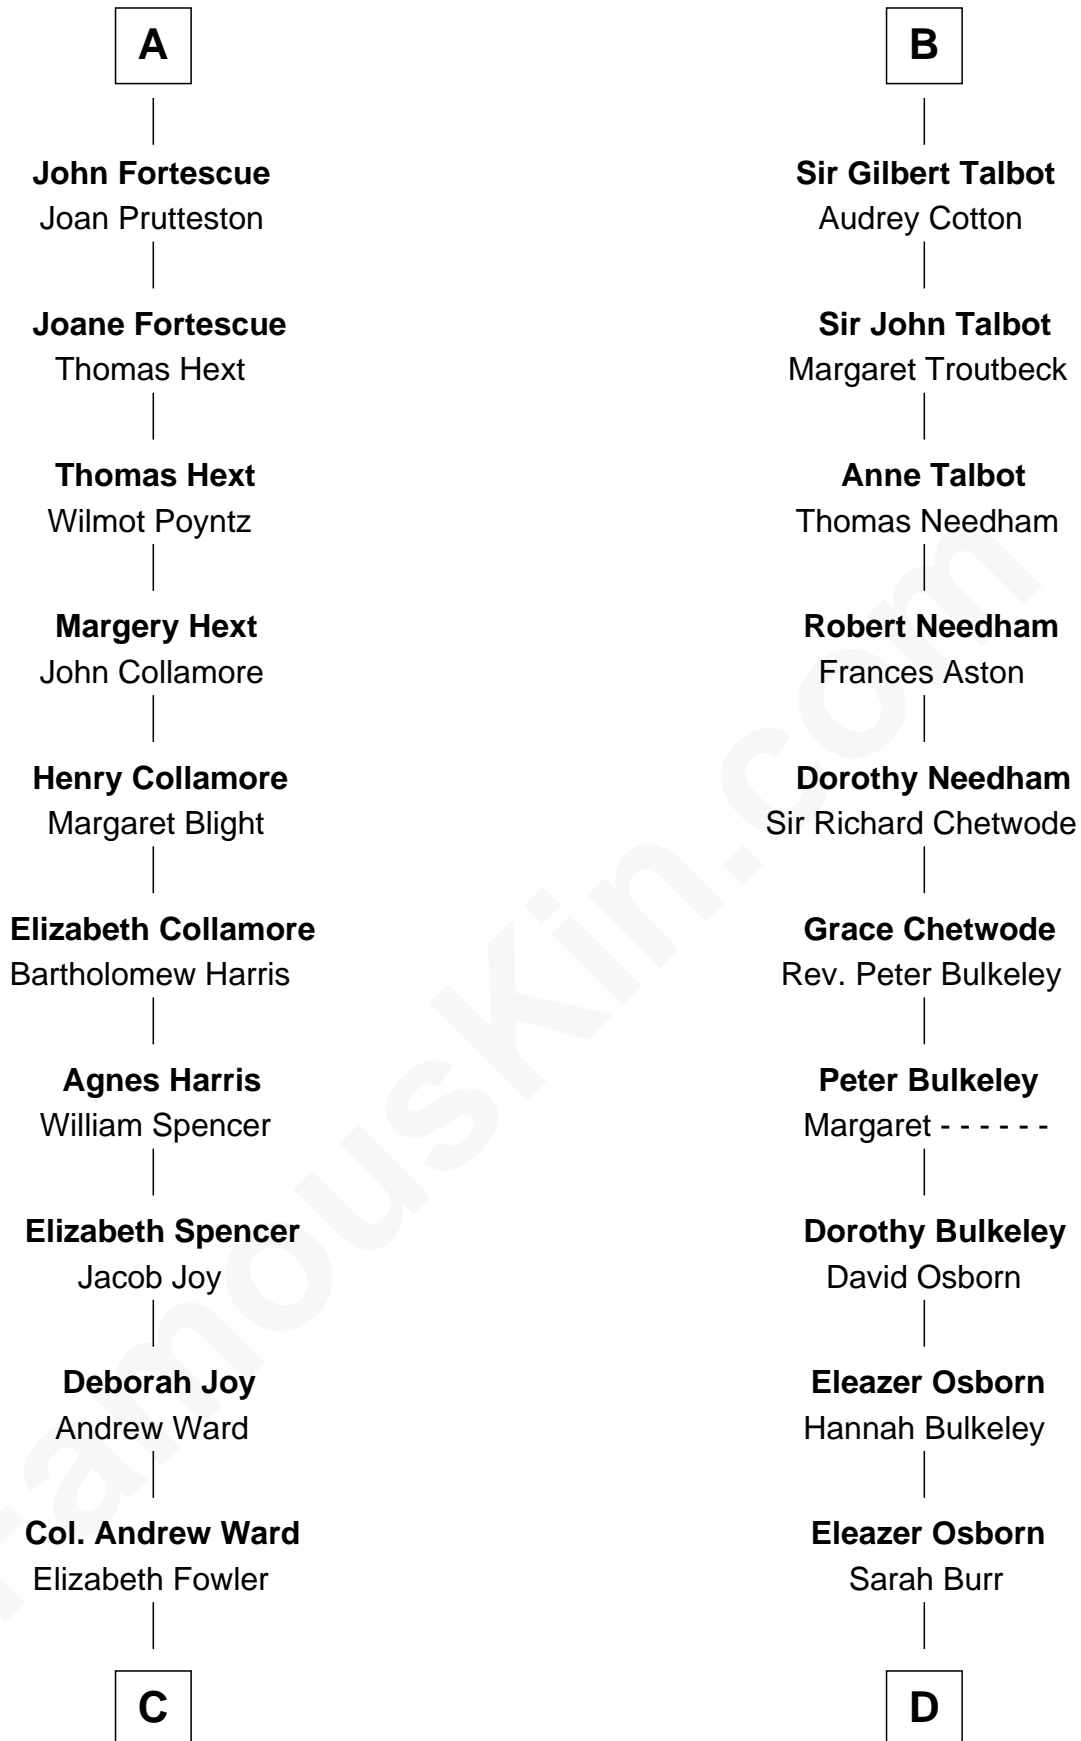 A
John Fortescue
Joan Prutteston
Joane Fortescue
Thomas Hext
Thomas Hext
Wilmot Poyntz
Margery Hext
John Collamore
Henry Collamore
Margaret Blight
Elizabeth Collamore
Bartholomew Harris
Agnes Harris
William Spencer
Elizabeth Spencer
Jacob Joy
Deborah Joy
Andrew Ward
Col. Andrew Ward
Elizabeth Fowler
C
B
Sir Gilbert Talbot
Audrey Cotton
Sir John Talbot
Margaret Troutbeck
Anne Talbot
Thomas Needham
Robert Needham
Frances Aston
Dorothy Needham
Sir Richard Chetwode
Grace Chetwode
Rev. Peter Bulkeley
Peter Bulkeley
Margaret - - - - - -
Dorothy Bulkeley
David Osborn
Eleazer Osborn
Hannah Bulkeley
Eleazer Osborn
Sarah Burr
D
FamousKin.com